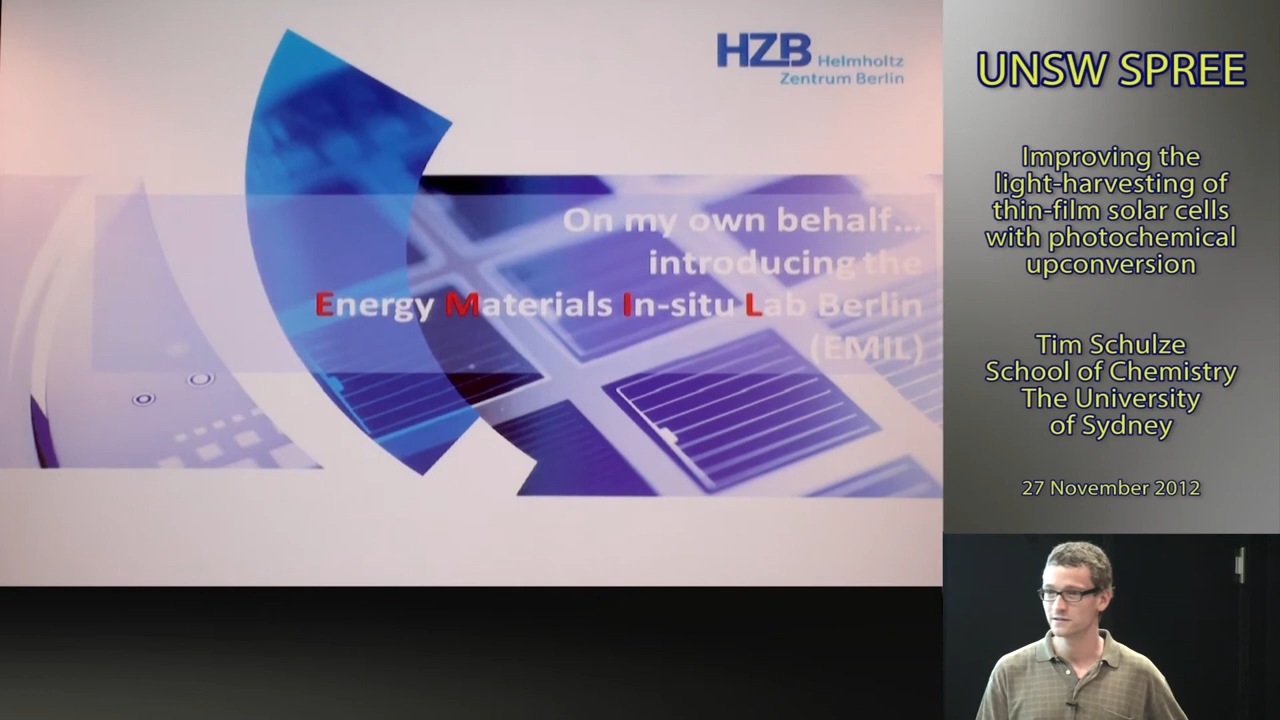 HZB Helmholtz
Zentrum Berlin
On my own behalf...
introducing the
Energy Materials In-situ Lab Berlin
(EMIL)
UNSW SPREE
Improving the
light-harvesting of
thin-film solar cells
with photochemical
upconversion
Tim Schulze
School of Chemistry
The University
of Sydney
27 November 2012